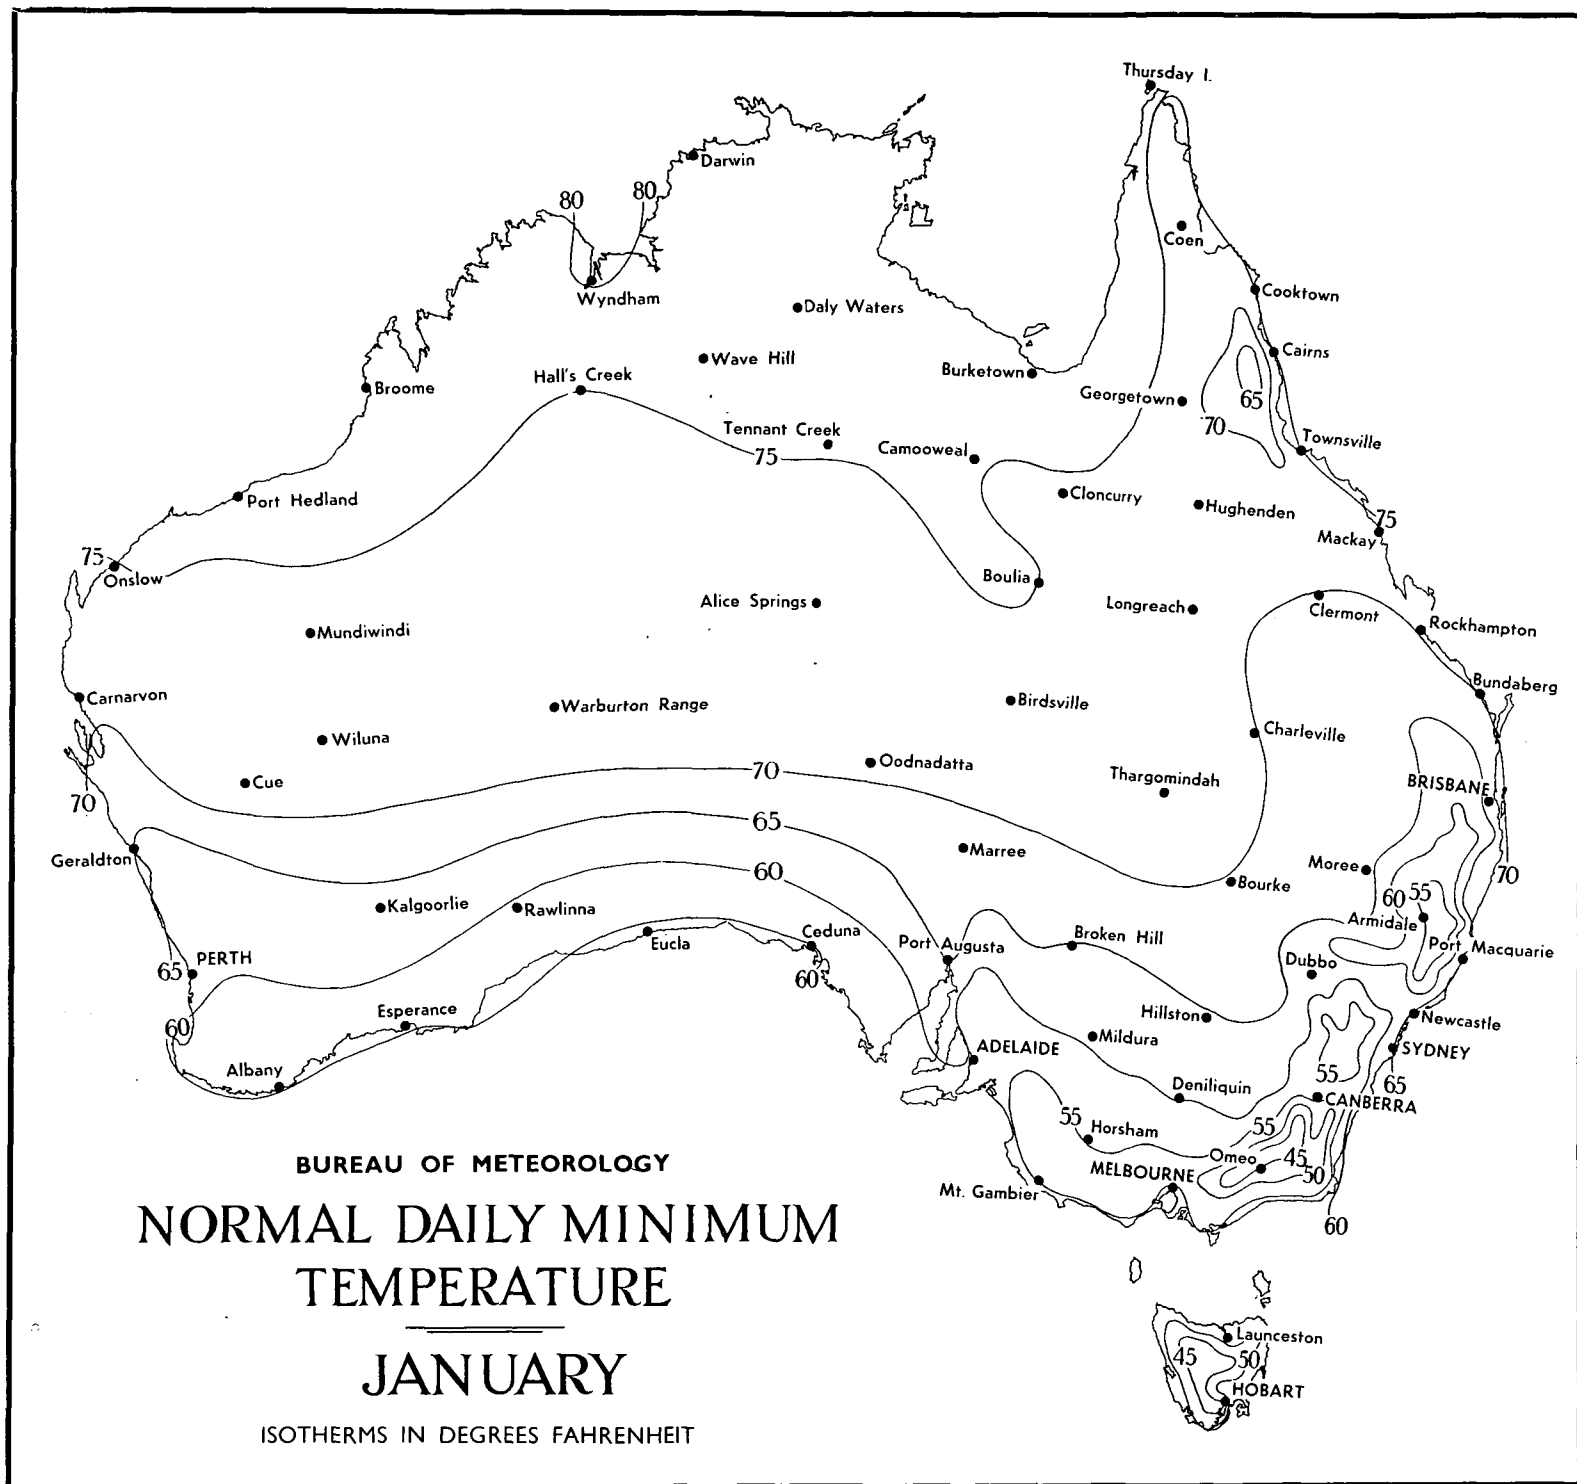 Thursday I.
Darwin
80
80
Coen
Wyndham
Cooktown
Daly Waters
Cairns
Wave Hill
Burketown
Hall's Creek
Broome
Georgetown
65
70
Tennant Creek
Townsville
Camooweal
75
Port Hedland
Cloncurry
Hughenden
75
Mackay
75
Onslow
Boulia
Alice Springs
Longreach
Clermont
Rockhampton
Mundiwindi
Bundaberg
Carnarvon
Warburton Range
Birdsville
Charleville
Wiluna
Oodnadatta
70
Thargomindah
Cue
BRISBANE
70
65
Marree
Geraldton
Moree
60
70
Bourke
55
60
Kalgoorlie
Rawlinna
Armidale
Eucla
Ceduna
Port Augusta
Broken Hill
Port Macquarie
PERTH
65
Dubbo
60
Esperance
Hillston
Newcastle
60
Mildura
ADELAIDE
SYDNEY
Albany
55
65
Deniliquin
CANBERRA
55
55
Horsham
Omeo
45
50
MELBOURNE
Mt. Gambier
60
BUREAU OF METEOROLOGY
NORMAL DAILY MINIMUM
TEMPERATURE
JANUARY
ISOTHERMS IN DEGREES FAHRENHEIT
Launceston
45
50
HOBART